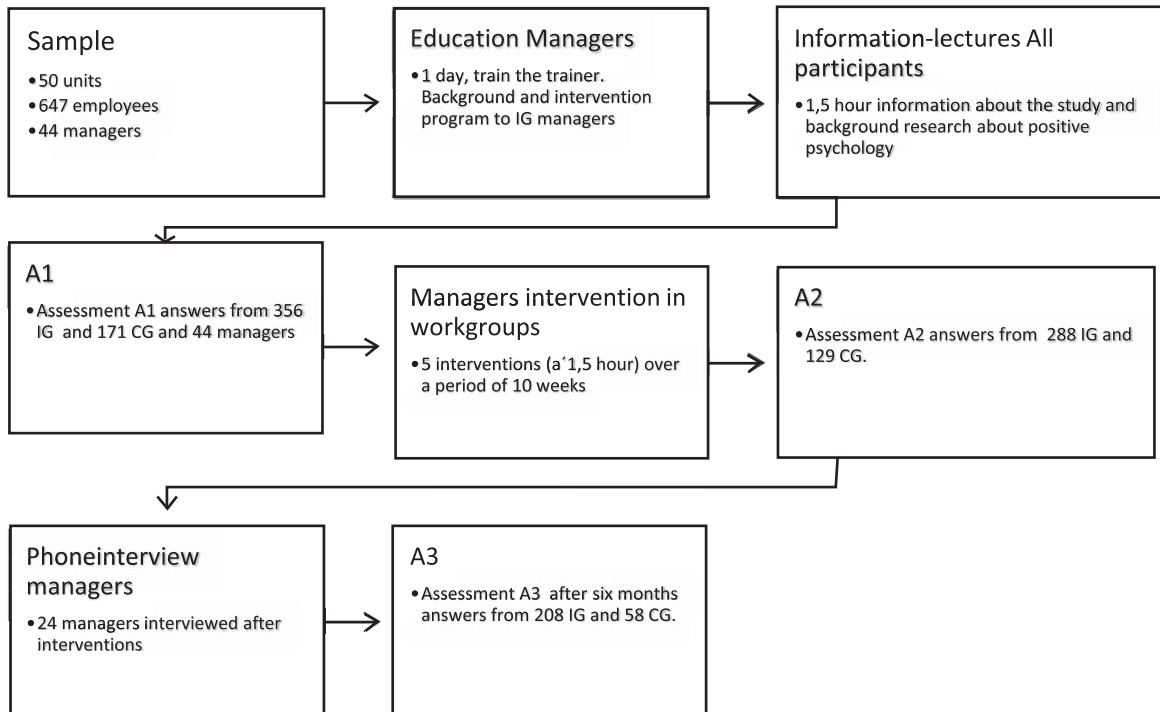 Sample
•50 units
•647 employees
•44 managers
Education Managers
•1 day, train the trainer.
Background and intervention
program to IG managers
Information-lectures All
participants
•1,5 hour information about the study and
background research about positive
psychology
A1
•Assessment A1 answers from 356
IG and 171 CG and 44 managers
Managers intervention in
workgroups
•5 interventions (a´1,5 hour) over
a period of 10 weeks
A2
•Assessment A2 answers from 288 IG and
129 CG.
Phoneinterview
managers
•24 managers interviewed after
interventions
A3
•Assessment A3 after six months
answers from 208 IG and 58 CG.